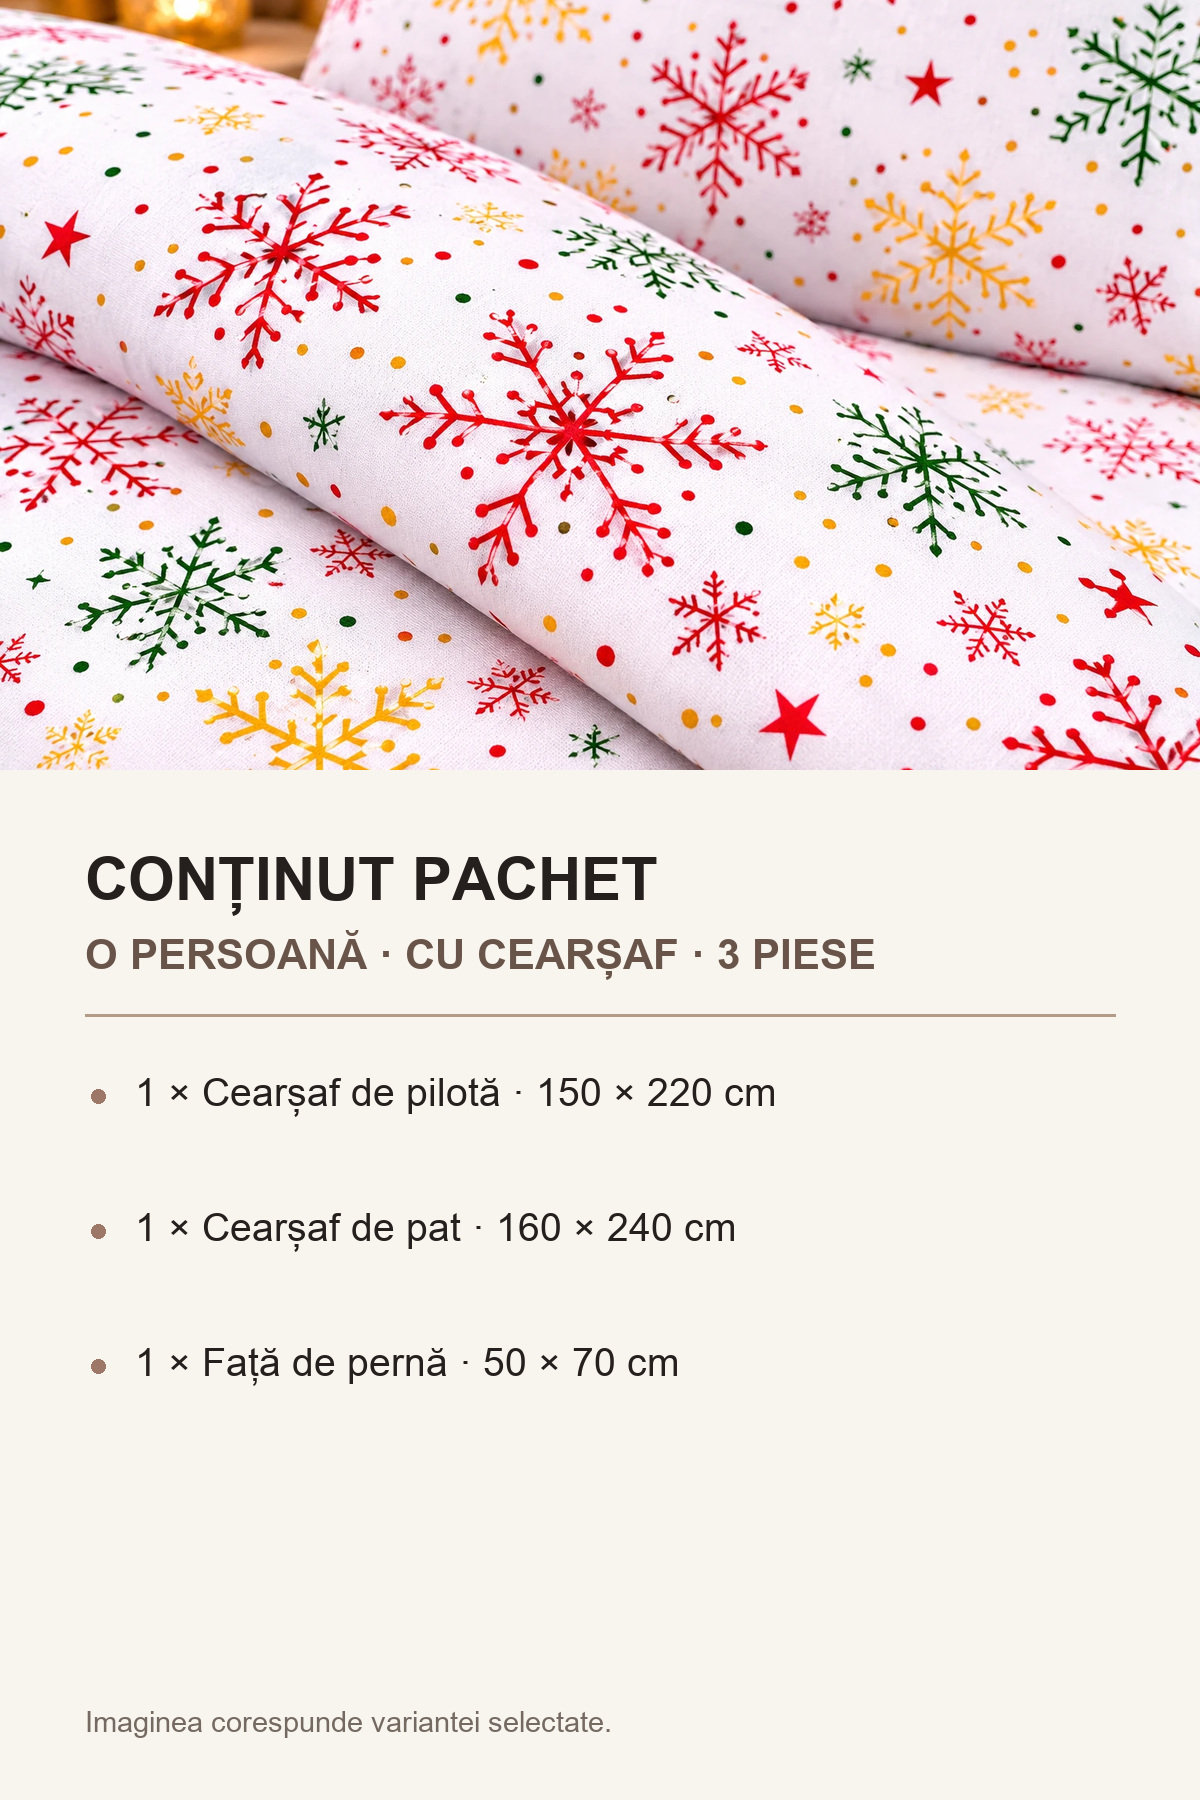 CONȚINUT PACHET
O PERSOANĂ · CU CEARȘAF · 3 PIESE
1 × Cearșaf de pilotă · 150 × 220 cm
1 × Cearșaf de pat · 160 × 240 cm
1 × Față de pernă · 50 × 70 cm
Imaginea corespunde variantei selectate.